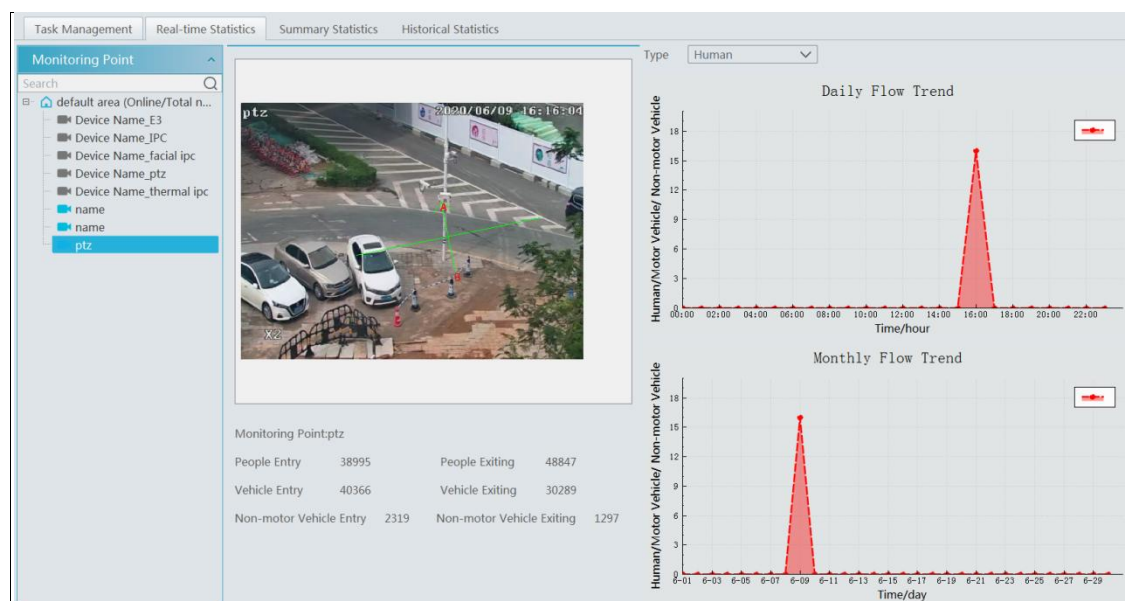 Task Management
Real-time Statistics
Summary Statistics
Historical Statistics
Monitoring Point
Search
default area (Online/Total n...
Device Name_E3
Device Name_IPC
Device Name_facial ipc
Device Name_ptz
Device Name_thermal ipc
name
name
ptz
ptz
2020/06/09 16:16:04
A
B
X2
Monitoring Point:ptz
People Entry 38995 People Exiting 48847
Vehicle Entry 40366 Vehicle Exiting 30289
Non-motor Vehicle Entry 2319 Non-motor Vehicle Exiting 1297
Type Human
Daily Flow Trend
Human/Motor Vehicle/ Non-motor Vehicle
18
15
12
9
6
3
0
00:00 02:00 04:00 06:00 08:00 10:00 12:00 14:00 16:00 18:00 20:00 22:00
Time/hour
Monthly Flow Trend
Human/Motor Vehicle/ Non-motor Vehicle
18
15
12
9
6
3
0
6-01 6-03 6-05 6-07 6-09 6-11 6-13 6-15 6-17 6-19 6-21 6-23 6-25 6-27 6-29
Time/day